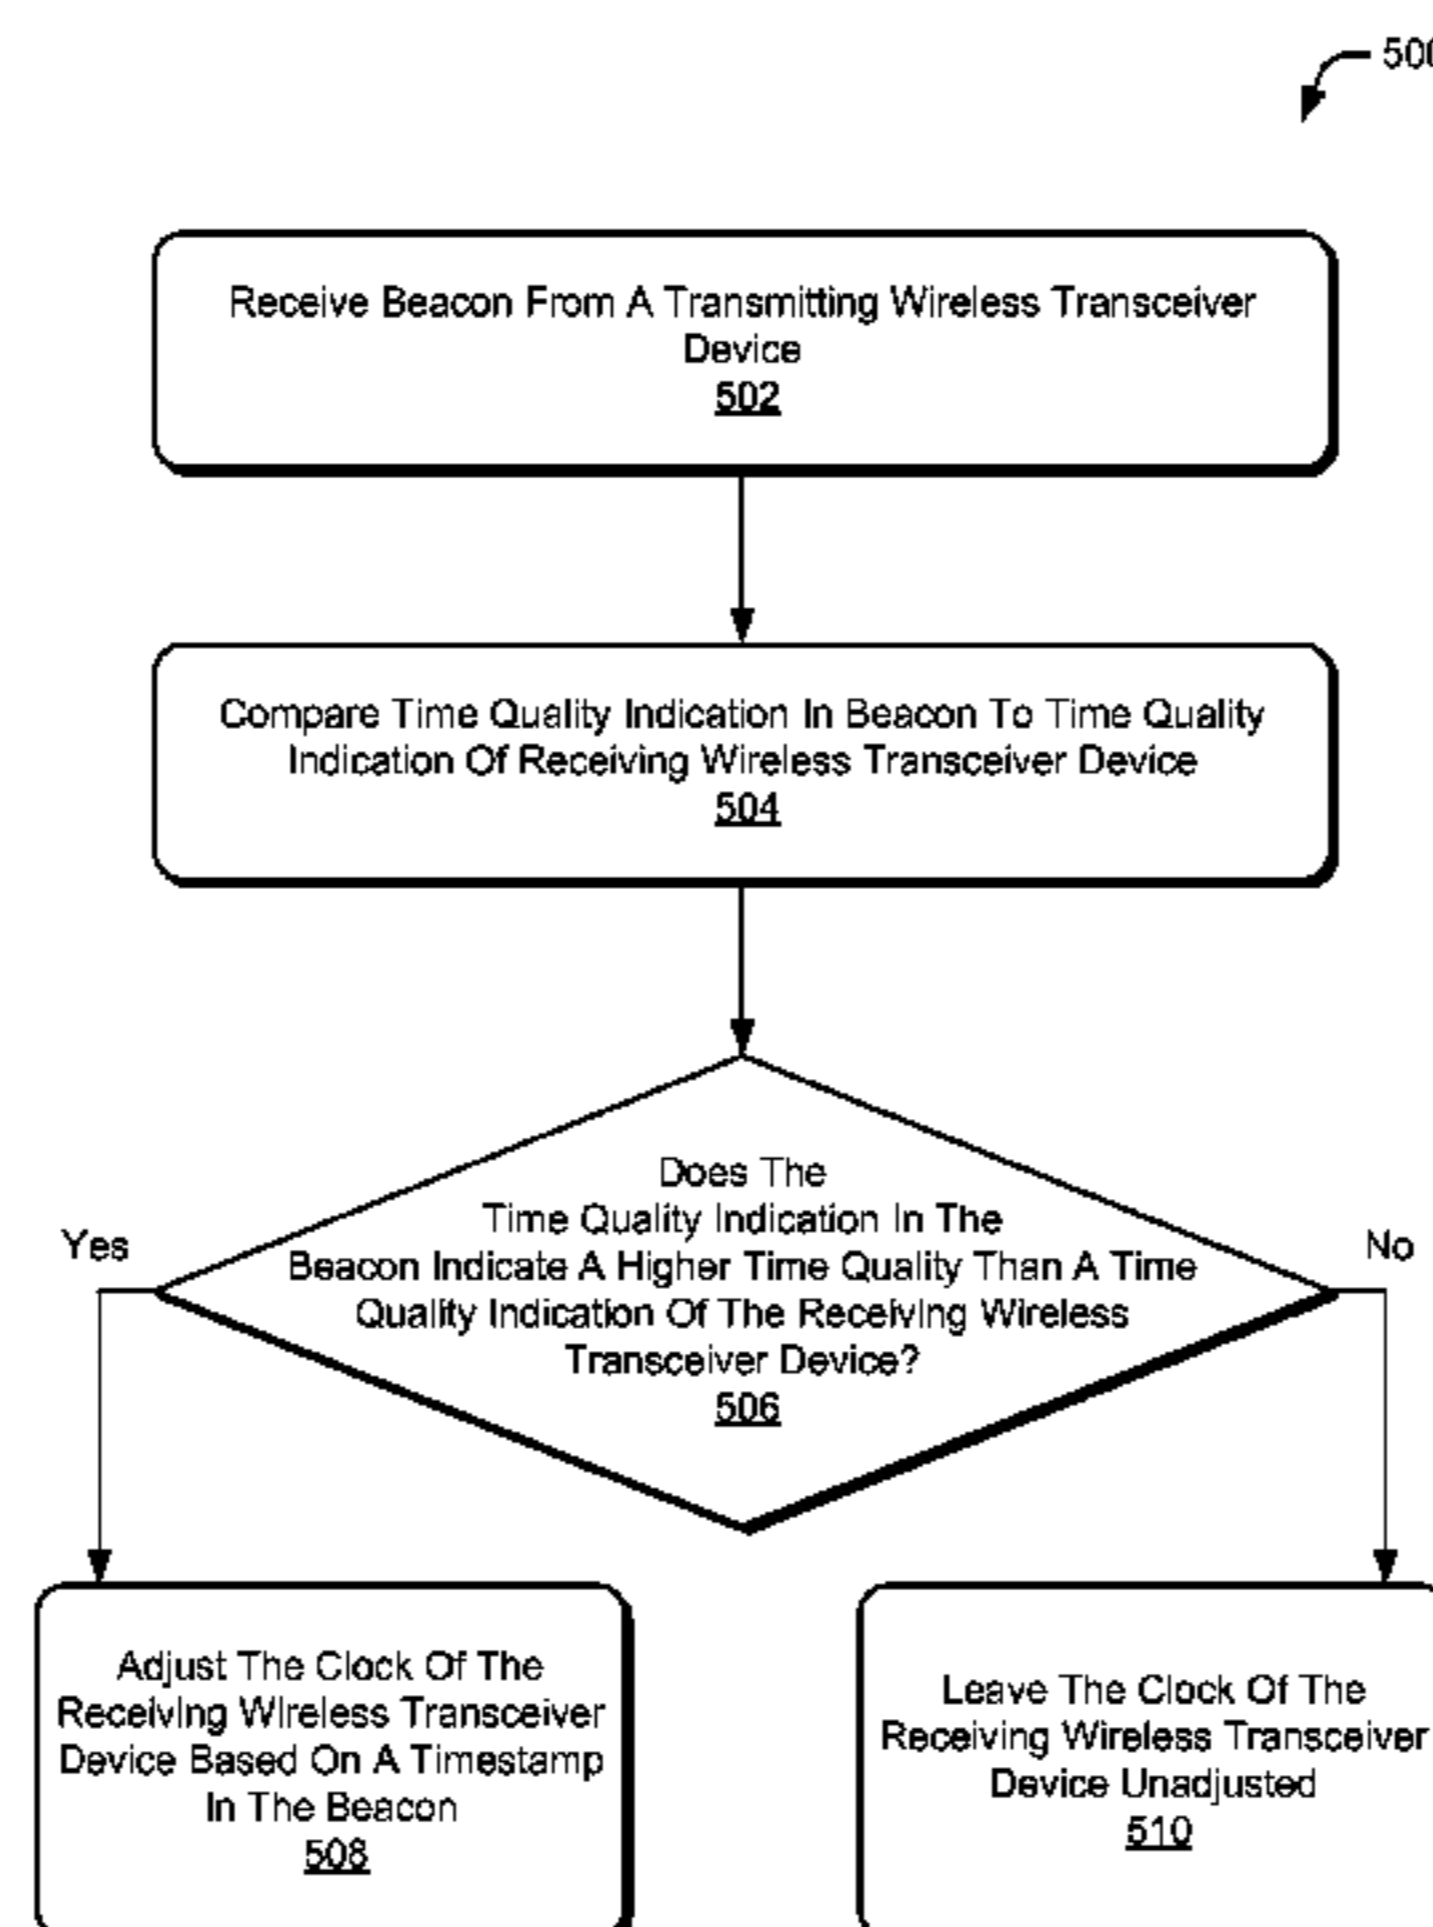 500
Receive Beacon From A Transmitting Wireless Transceiver
Device
502
Compare Time Quality Indication In Beacon To Time Quality
Indication Of Receiving Wireless Transceiver Device
504
Does The
Time Quality Indication In The
Beacon Indicate A Higher Time Quality Than A Time
Quality Indication Of The Receiving Wireless
Transceiver Device?
506
Yes
No
Adjust The Clock Of The
Receiving Wireless Transceiver
Device Based On A Timestamp
In The Beacon
508
Leave The Clock Of The
Receiving Wireless Transceiver
Device Unadjusted
510